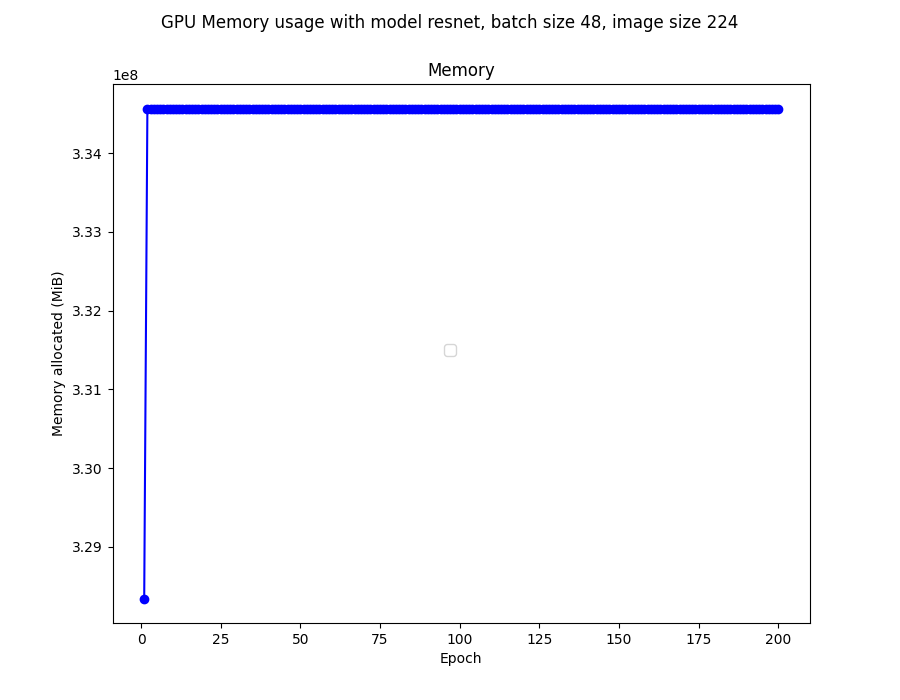 GPU Memory usage with model resnet, batch size 48, image size 224
Memory
1e8
3.34
3.33
3.32
3.31
3.30
3.29
Memory allocated (MiB)
0 25 50 75 100 125 150 175 200
Epoch